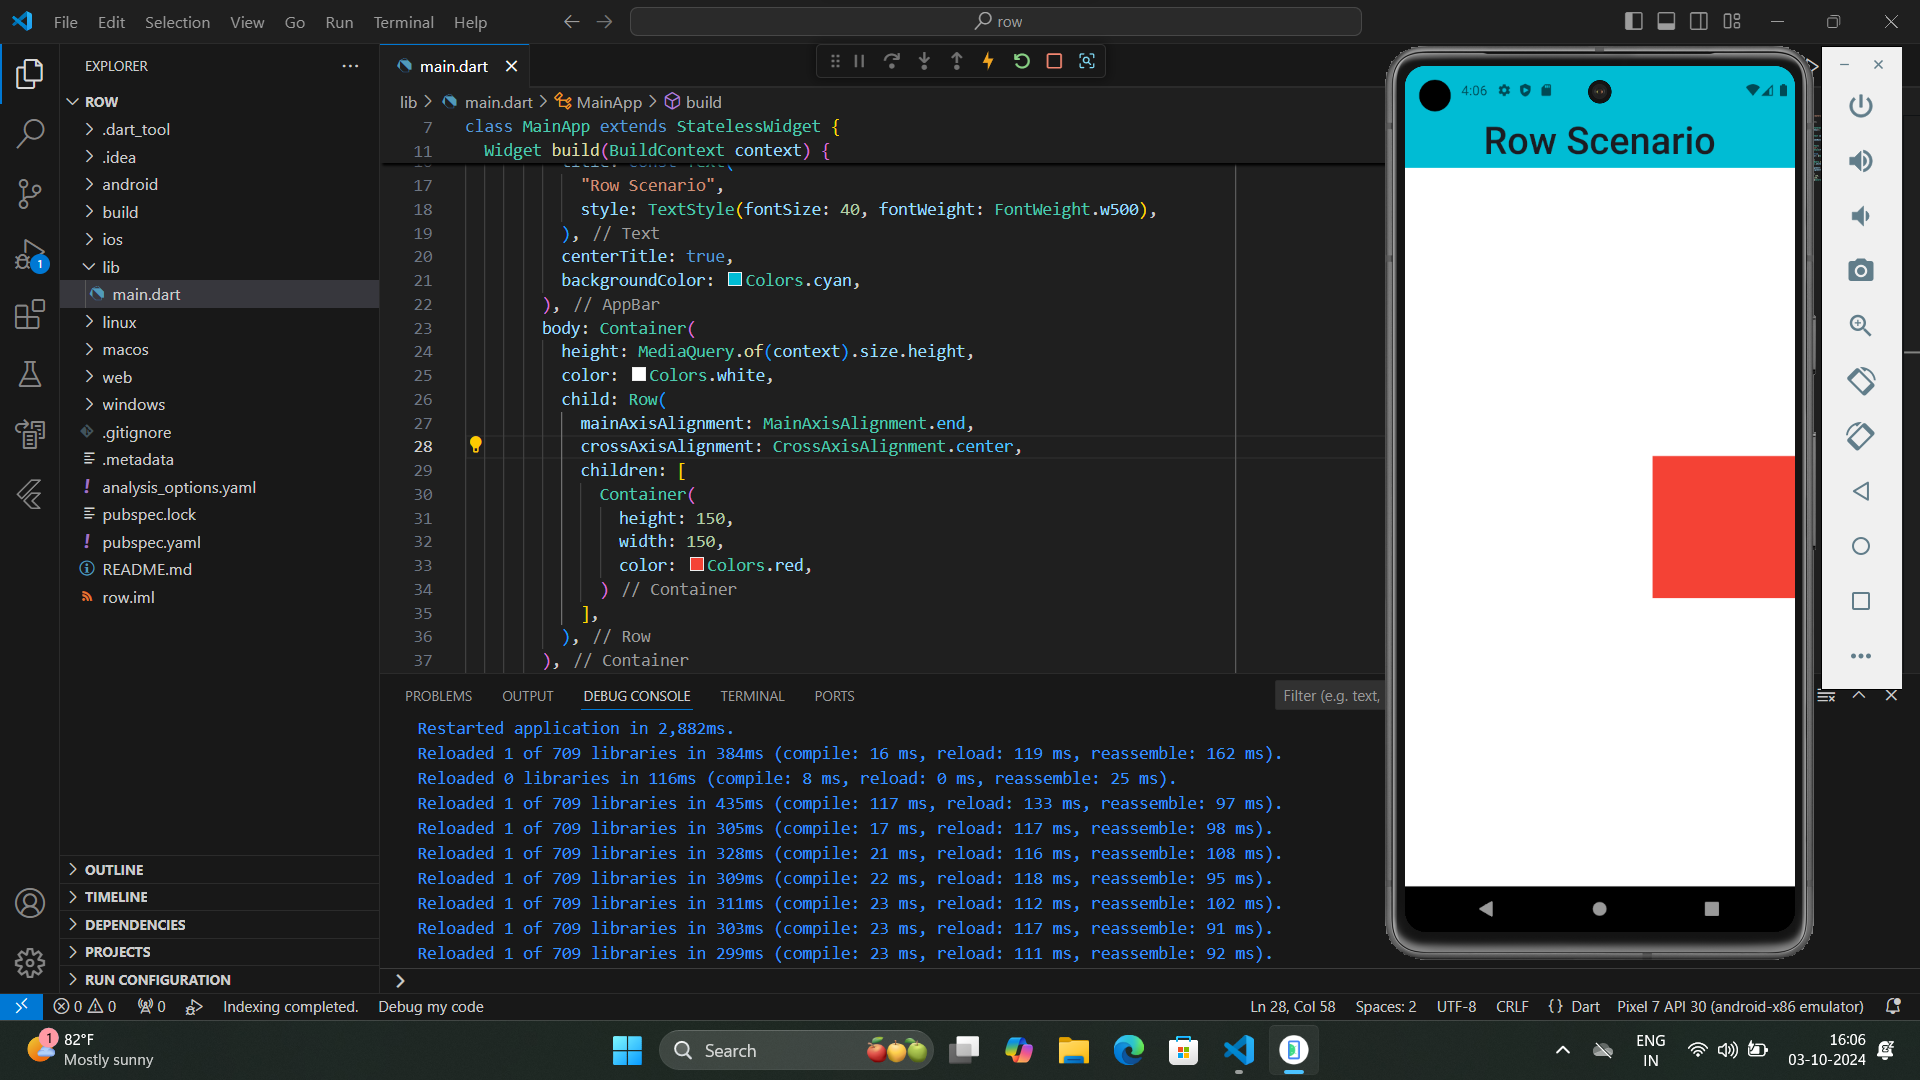 File Edit Selection View Go Run Terminal Help
row
EXPLORER
ROW
.dart_tool
.idea
android
build
ios
lib
main.dart
linux
macos
web
windows
.gitignore
.metadata
analysis_options.yaml
pubspec.lock
pubspec.yaml
README.md
row.iml
OUTLINE
TIMELINE
DEPENDENCIES
PROJECTS
RUN CONFIGURATION
1
main.dart
lib > main.dart > MainApp > build
7 class MainApp extends StatelessWidget {
11 Widget build(BuildContext context) {
16 title: const Text(
17 "Row Scenario",
18 style: TextStyle(fontSize: 40, fontWeight: FontWeight.w500),
19 ), // Text
20 centerTitle: true,
21 backgroundColor: Colors.cyan,
22 ), // AppBar
23 body: Container(
24 height: MediaQuery.of(context).size.height,
25 color: Colors.white,
26 child: Row(
27 mainAxisAlignment: MainAxisAlignment.end,
28 crossAxisAlignment: CrossAxisAlignment.center,
29 children: [
30 Container(
31 height: 150,
32 width: 150,
33 color: Colors.red,
34 ) // Container
35 ],
36 ), // Row
37 ), // Container
PROBLEMS OUTPUT DEBUG CONSOLE TERMINAL PORTS
Filter (e.g. text,
Restarted application in 2,882ms.
Reloaded 1 of 709 libraries in 384ms (compile: 16 ms, reload: 119 ms, reassemble: 162 ms).
Reloaded 0 libraries in 116ms (compile: 8 ms, reload: 0 ms, reassemble: 25 ms).
Reloaded 1 of 709 libraries in 435ms (compile: 117 ms, reload: 133 ms, reassemble: 97 ms).
Reloaded 1 of 709 libraries in 305ms (compile: 17 ms, reload: 117 ms, reassemble: 98 ms).
Reloaded 1 of 709 libraries in 328ms (compile: 21 ms, reload: 116 ms, reassemble: 108 ms).
Reloaded 1 of 709 libraries in 309ms (compile: 22 ms, reload: 118 ms, reassemble: 95 ms).
Reloaded 1 of 709 libraries in 311ms (compile: 23 ms, reload: 112 ms, reassemble: 102 ms).
Reloaded 1 of 709 libraries in 303ms (compile: 23 ms, reload: 117 ms, reassemble: 91 ms).
Reloaded 1 of 709 libraries in 299ms (compile: 23 ms, reload: 111 ms, reassemble: 92 ms).
4:06
Row Scenario
0 0 0 Indexing completed. Debug my code
Ln 28, Col 58 Spaces: 2 UTF-8 CRLF {} Dart Pixel 7 API 30 (android-x86 emulator)
1
82°F
Mostly sunny
Search
ENG
IN
16:06
03-10-2024